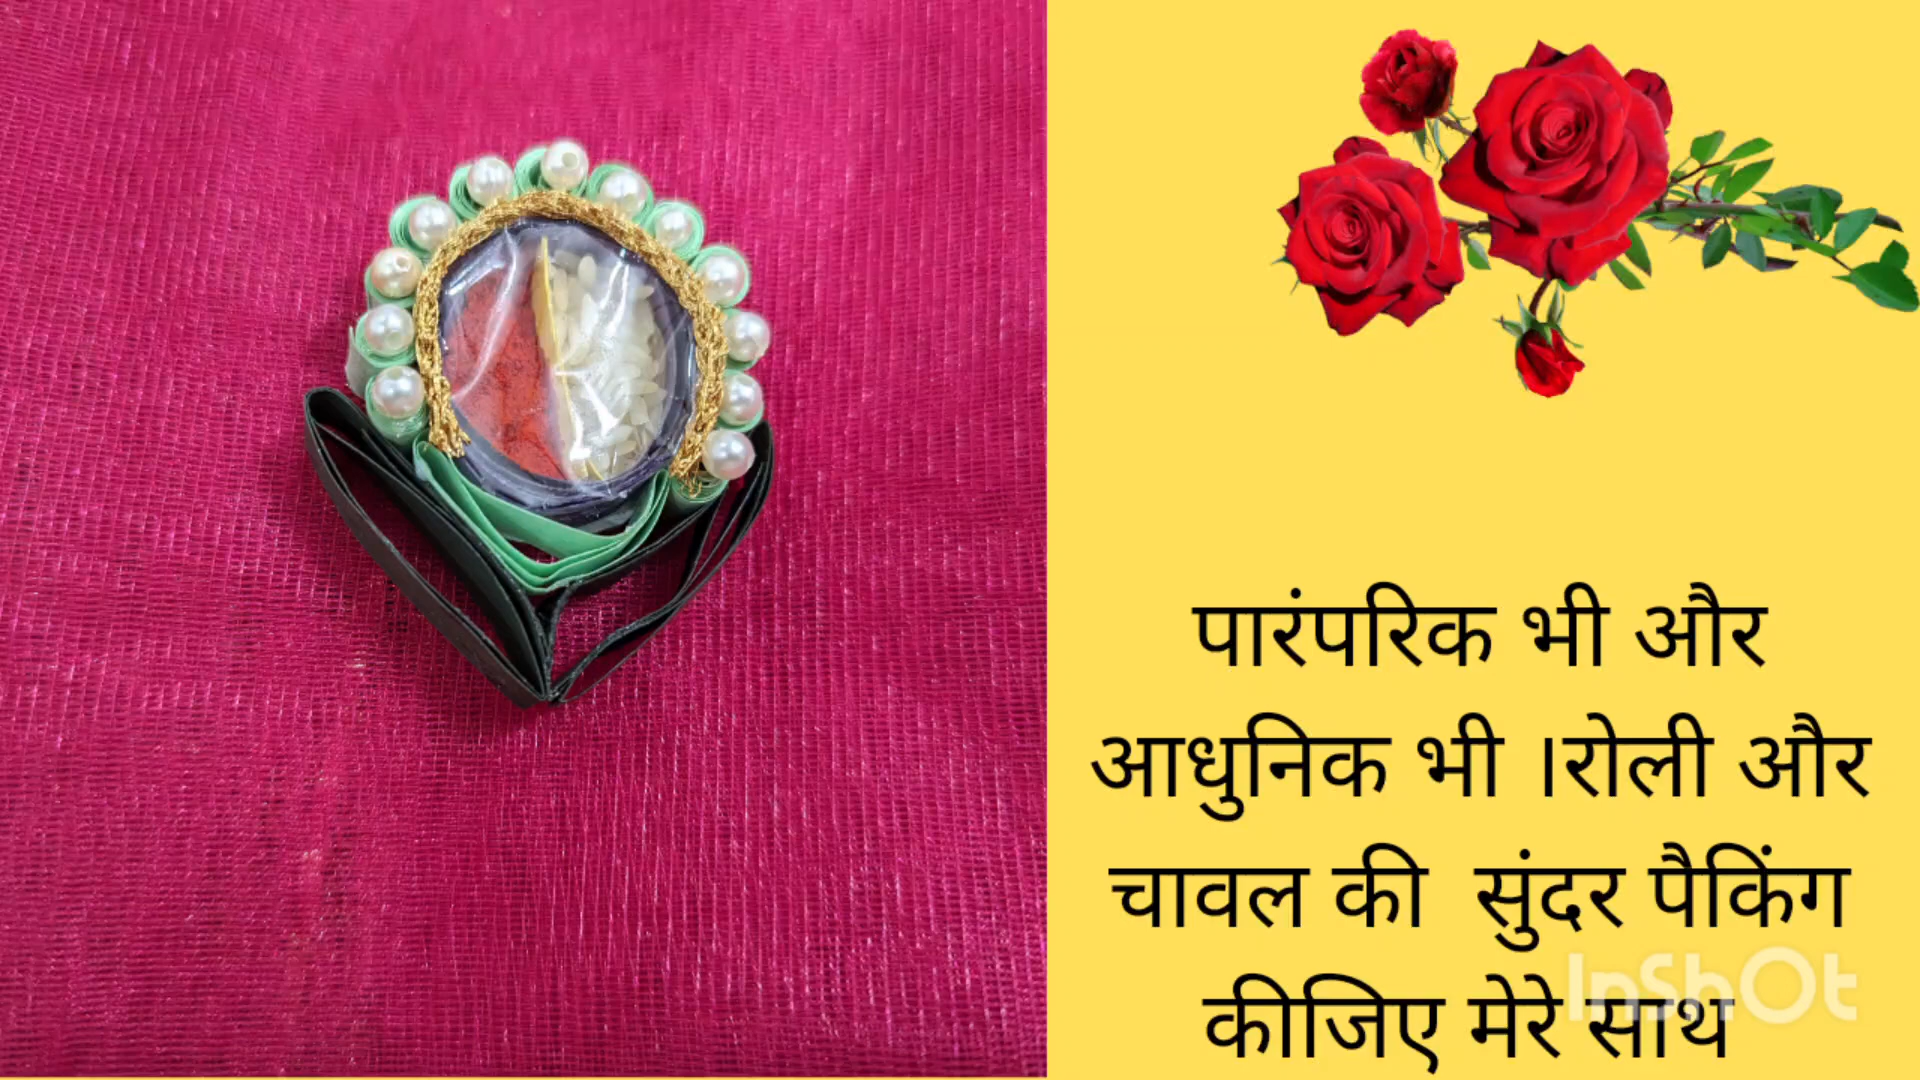 पारंपरिक भी और
आधुनिक भी ।रोली और
चावल की सुंदर पैकिंग
कीजिए मेरे साथ
InShOt